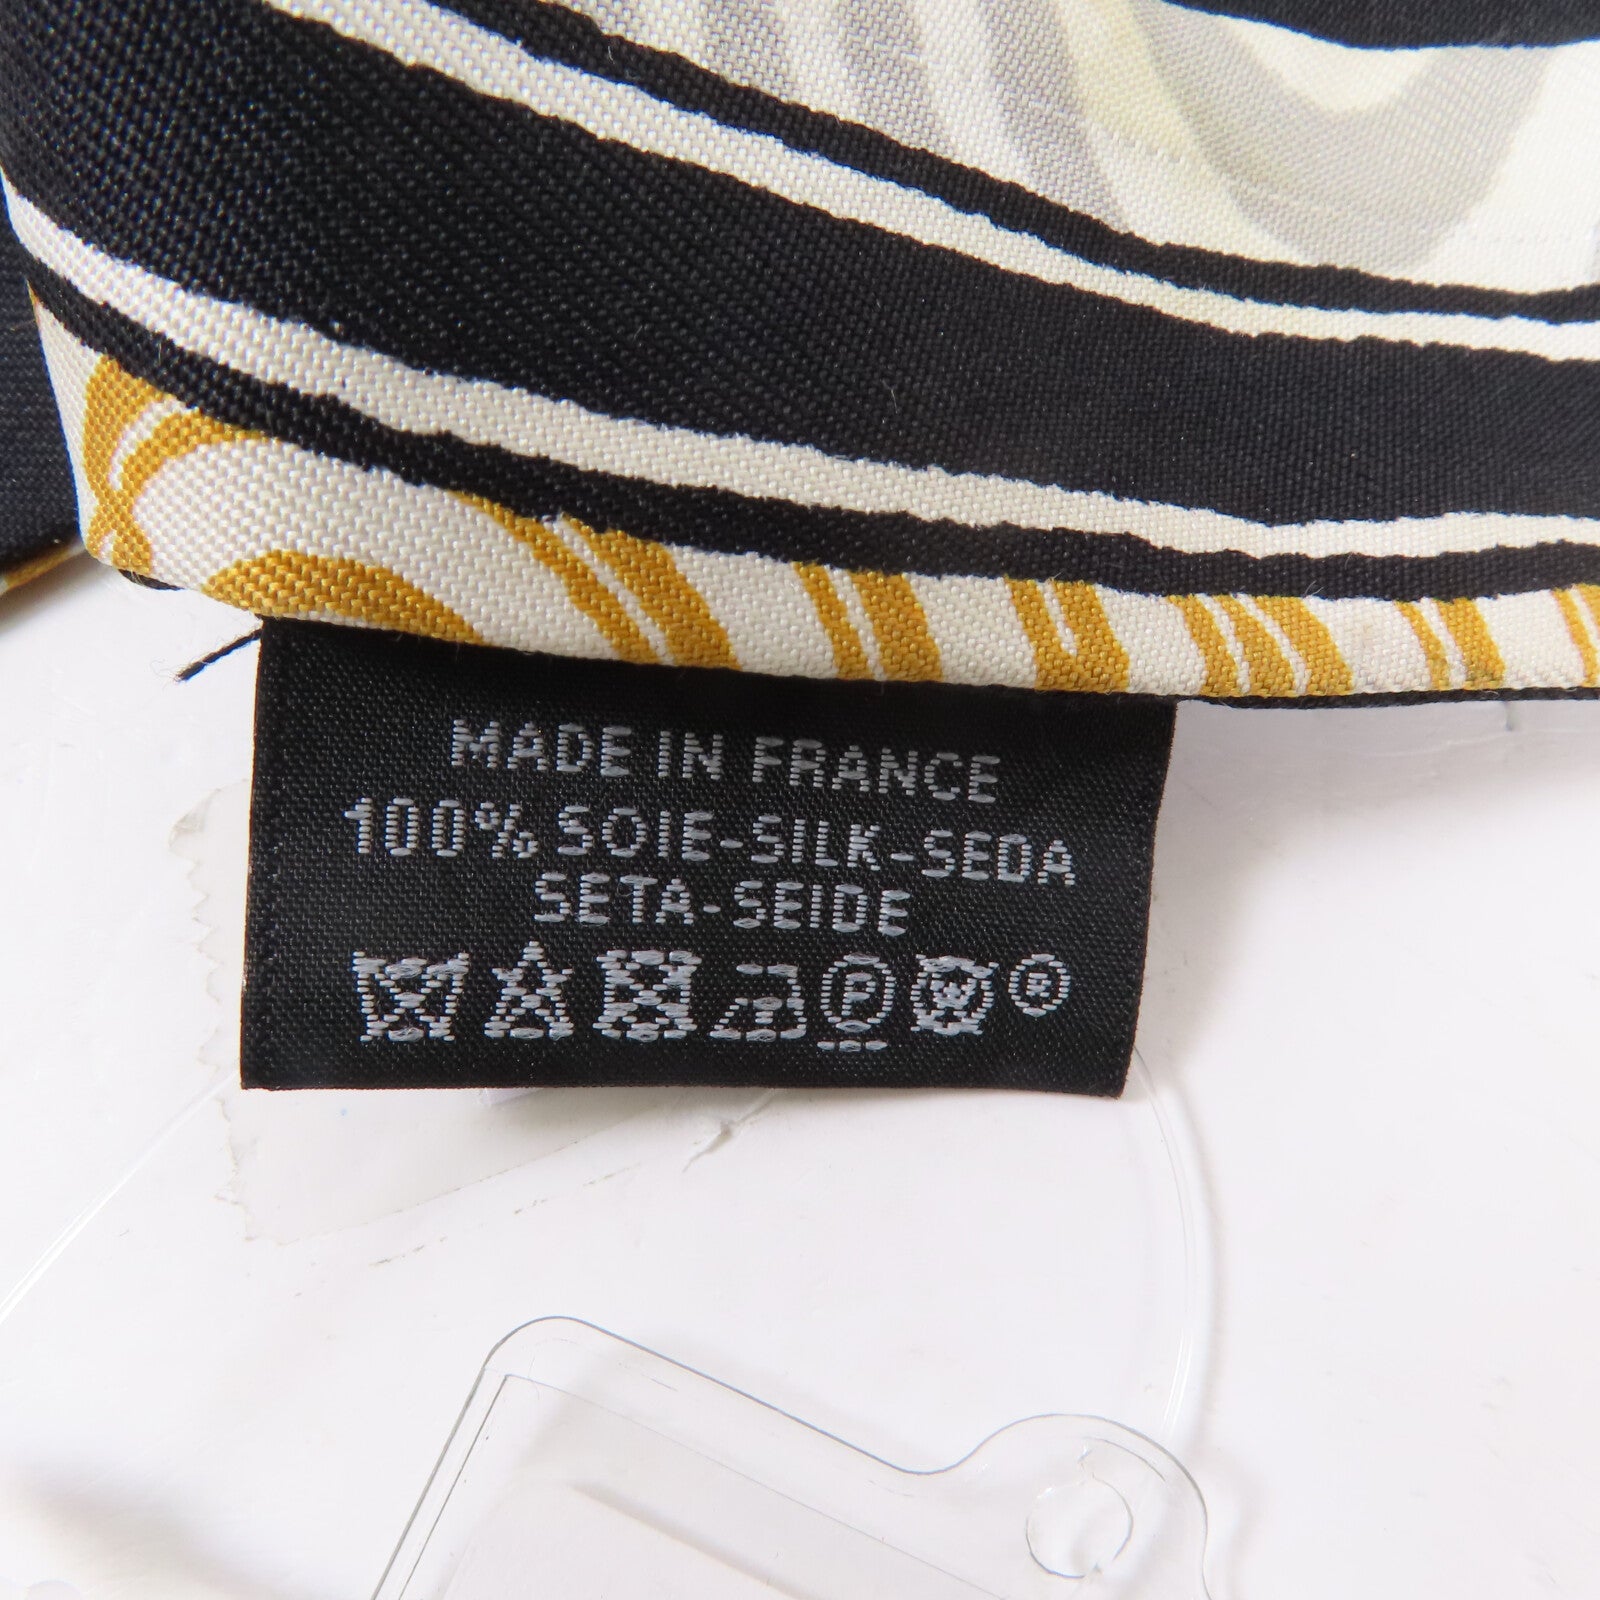 MADE IN FRANCE
100% SOIE-SILK-SEDA
SETA-SEIDE
P W ®